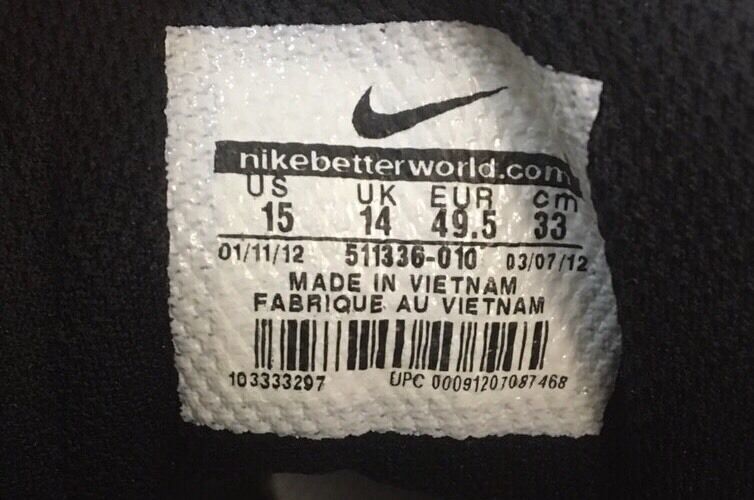 nikebetterworld.com
US UK EUR cm
15 14 49.5 33
01/11/12 511336-010 03/07/12
MADE IN VIETNAM
FABRIQUE AU VIETNAM
103333297 UPC 00091207087468